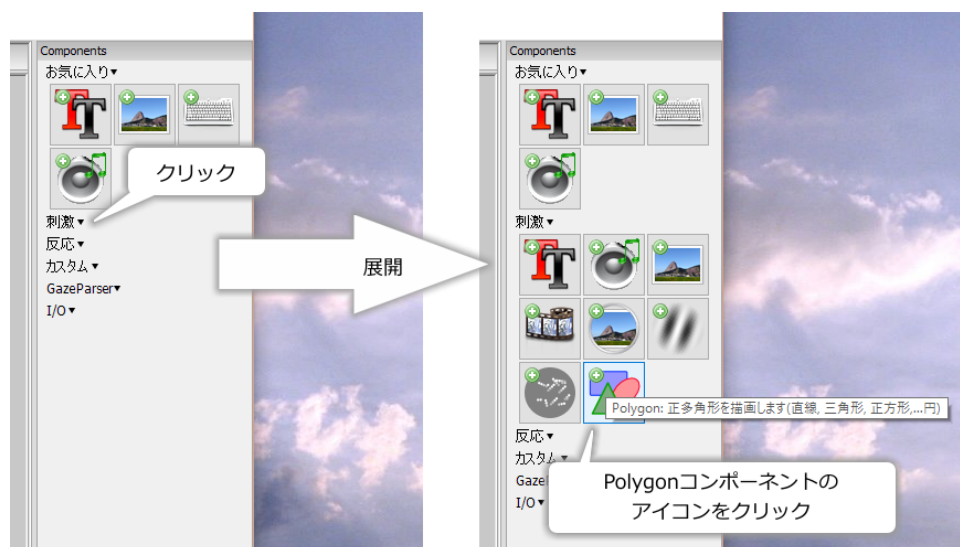 Components
お気に入り▼
クリック
刺激▼
反応▼
カスタム▼
GazeParser▼
I/O▼
展開
Components
お気に入り▼
刺激▼
Polygon: 正多角形を描画します(直線, 三角形, 正方形,...円)
反応▼
カスタム▼
I/O▼
Polygonコンポーネントの
アイコンをクリック